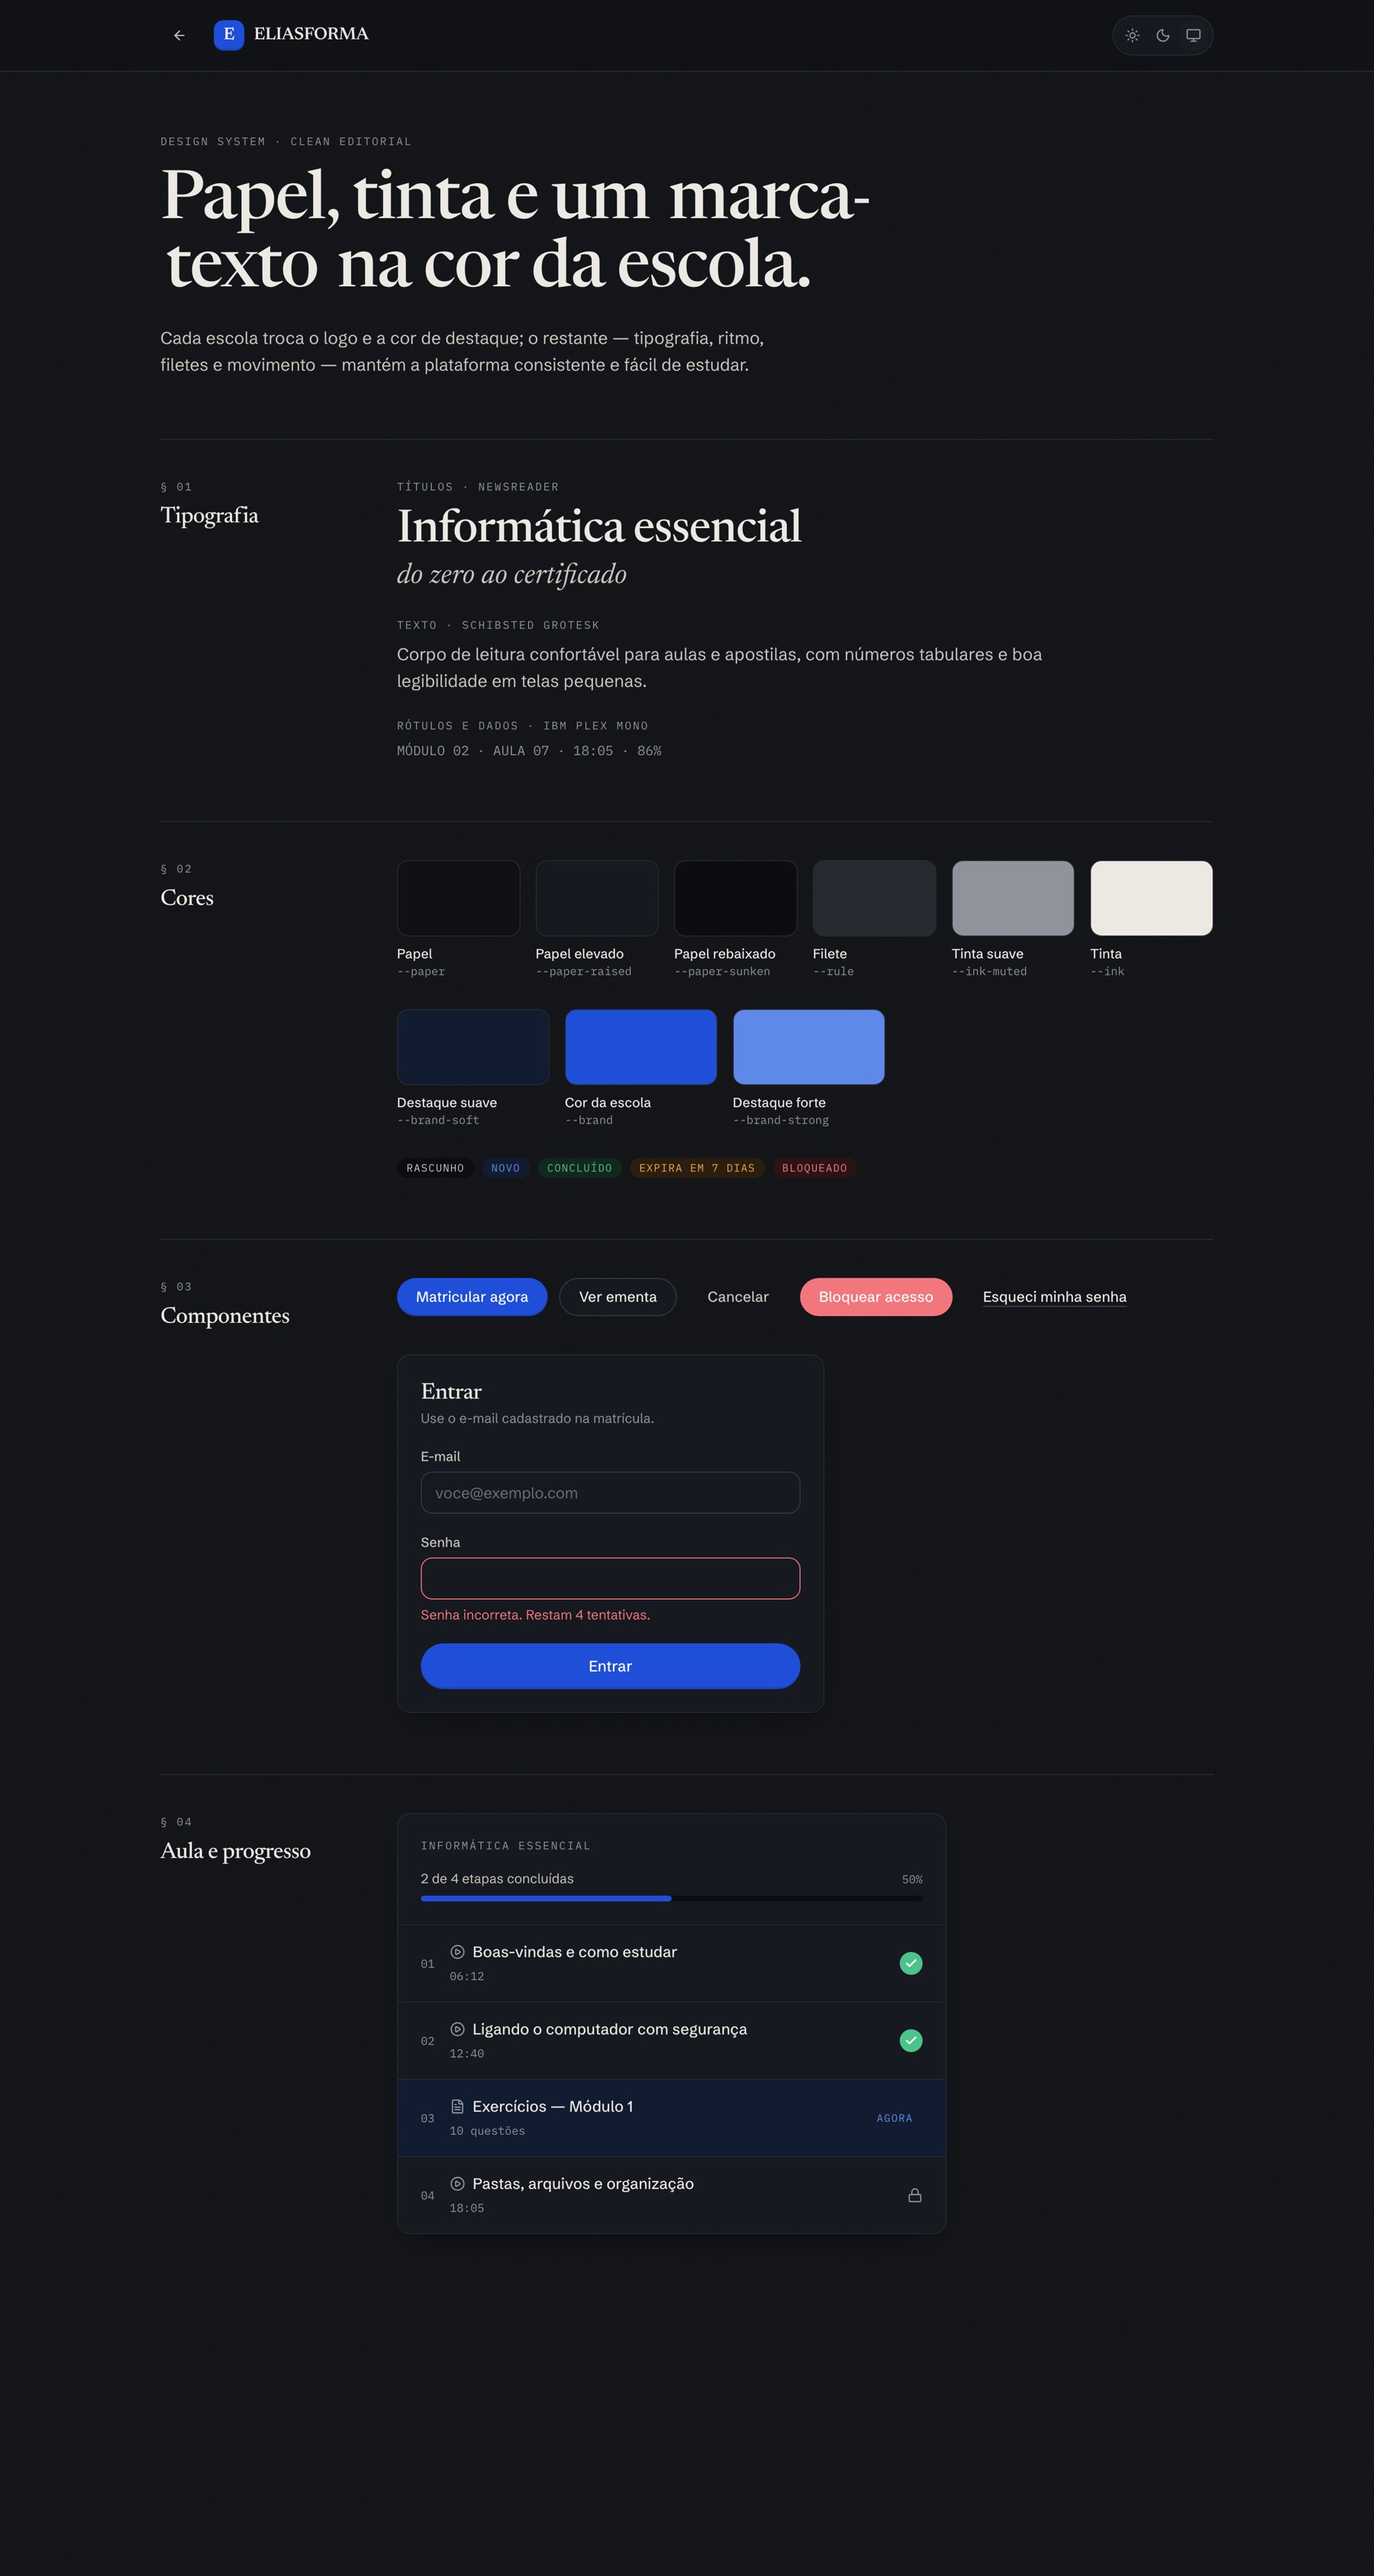 E ELIASFORMA
DESIGN SYSTEM · CLEAN EDITORIAL
Papel, tinta e um marca-
texto na cor da escola.
Cada escola troca o logo e a cor de destaque; o restante — tipografia, ritmo,
filetes e movimento — mantém a plataforma consistente e fácil de estudar.
§ 01
Tipografia
TÍTULOS · NEWSREADER
Informática essencial
do zero ao certificado
TEXTO · SCHIBSTED GROTESK
Corpo de leitura confortável para aulas e apostilas, com números tabulares e boa
legibilidade em telas pequenas.
RÓTULOS E DADOS · IBM PLEX MONO
MÓDULO 02 · AULA 07 · 18:05 · 86%
§ 02
Cores
Papel
--paper
Papel elevado
--paper-raised
Papel rebaixado
--paper-sunken
Filete
--rule
Tinta suave
--ink-muted
Tinta
--ink
Destaque suave
--brand-soft
Cor da escola
--brand
Destaque forte
--brand-strong
RASCUNHO NOVO CONCLUÍDO EXPIRA EM 7 DIAS BLOQUEADO
§ 03
Componentes
Matricular agora Ver ementa Cancelar Bloquear acesso Esqueci minha senha
Entrar
Use o e-mail cadastrado na matrícula.
E-mail
voce@exemplo.com
Senha
Senha incorreta. Restam 4 tentativas.
Entrar
§ 04
Aula e progresso
INFORMÁTICA ESSENCIAL
2 de 4 etapas concluídas 50%
01 Boas-vindas e como estudar
06:12
02 Ligando o computador com segurança
12:40
03 Exercícios — Módulo 1 AGORA
10 questões
04 Pastas, arquivos e organização
18:05